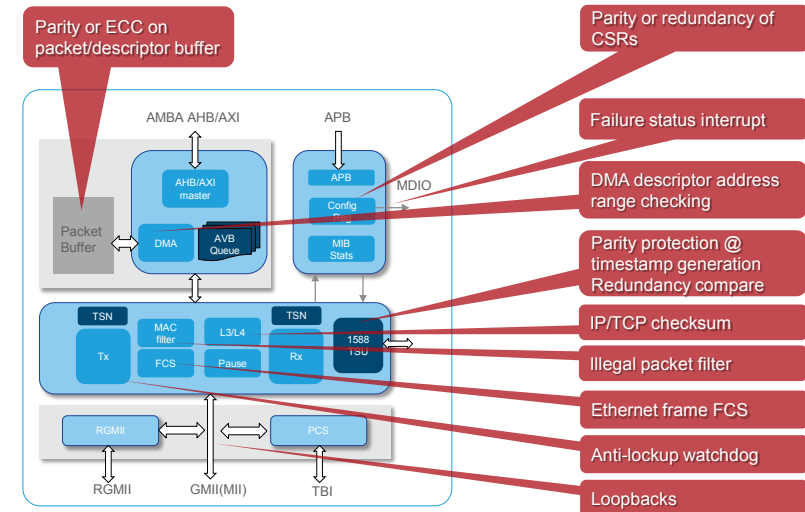 Parity or ECC on
packet/descriptor buffer
Parity or redundancy of
CSRs
Failure status interrupt
DMA descriptor address
range checking
Parity protection @
timestamp generation
Redundancy compare
IP/TCP checksum
Illegal packet filter
Ethernet frame FCS
Anti-lockup watchdog
Loopbacks
AMBA AHB/AXI
APB
MDIO
AHB/AXI
master
APB
Config
Reg
Packet
Buffer
DMA
AVB
Queue
MIB
Stats
TSN
MAC
filter
L3/L4
TSN
1588
TSU
Tx
FCS
Pause
Rx
RGMII
PCS
RGMII
GMII(MII)
TBI